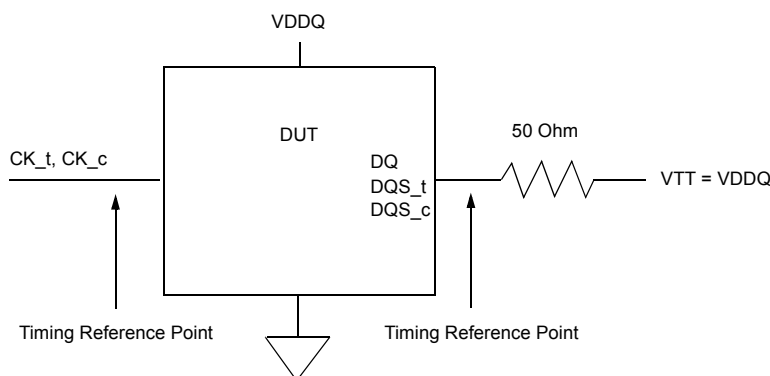 VDDQ
DUT
50 Ohm
CK_t, CK_c
DQ
DQS_t
DQS_c
VTT = VDDQ
Timing Reference Point
Timing Reference Point